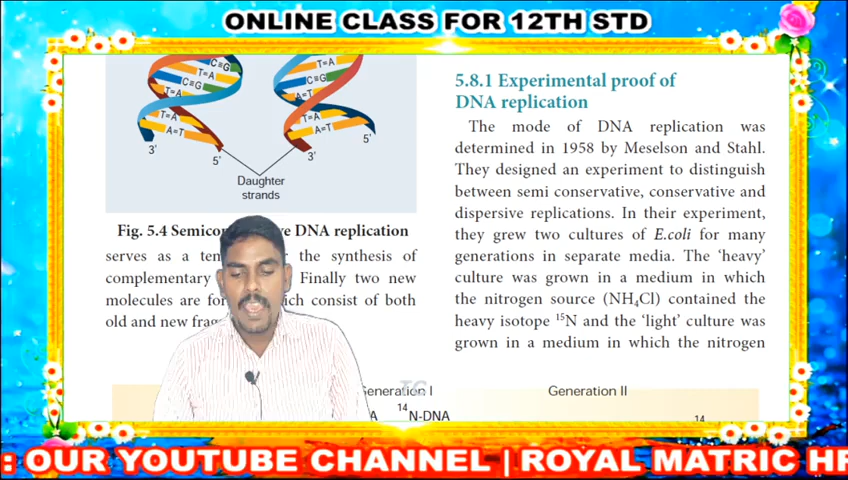 ONLINE CLASS FOR 12TH STD
C≡G
T=A
C≡G
T=A
T=A
A=T
3'
5'
C≡G
A=T
T=A
A=T
3'
5'
Daughter
strands
Fig. 5.4 Semicon ve DNA replication
serves as a the synthesis of
complementary Finally two new
molecules are consist of both
old and new
5.8.1 Experimental proof of
DNA replication
The mode of DNA replication was
determined in 1958 by Meselson and Stahl.
They designed an experiment to distinguish
between semi conservative, conservative and
dispersive replications. In their experiment,
they grew two cultures of E.coli for many
generations in separate media. The ‘heavy’
culture was grown in a medium in which
the nitrogen source (NH₄Cl) contained the
heavy isotope ¹⁵N and the ‘light’ culture was
grown in a medium in which the nitrogen
Generation I
Generation II
¹⁴N-DNA
14
: OUR YOUTUBE CHANNEL | ROYAL MATRIC HR